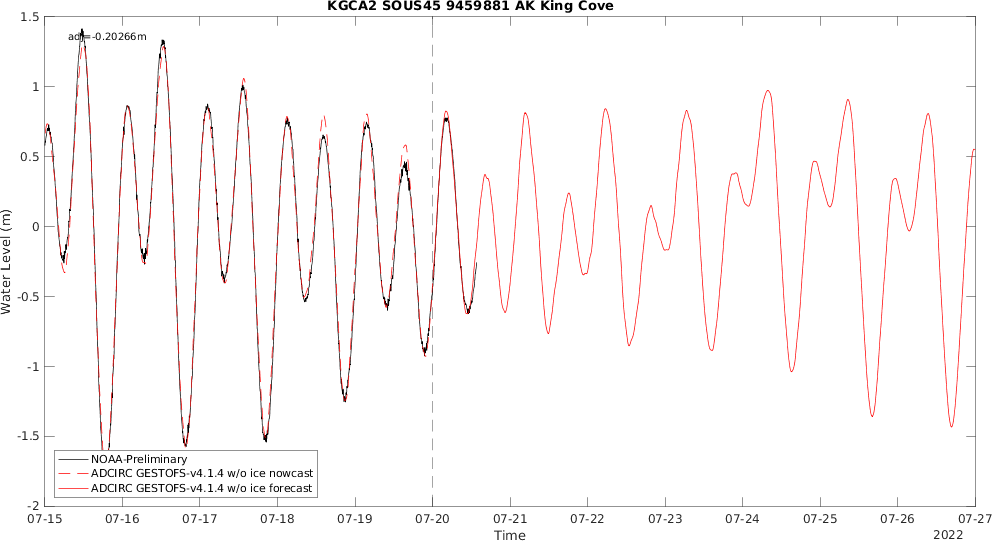 KGCA2 SOUS45 9459881 AK King Cove
adj=-0.20266m
1.5
1
0.5
0
-0.5
-1
-1.5
-2
Water Level (m)
NOAA-Preliminary
ADCIRC GESTOFS-v4.1.4 w/o ice nowcast
ADCIRC GESTOFS-v4.1.4 w/o ice forecast
07-15 07-16 07-17 07-18 07-19 07-20 07-21 07-22 07-23 07-24 07-25 07-26 07-27
Time
2022